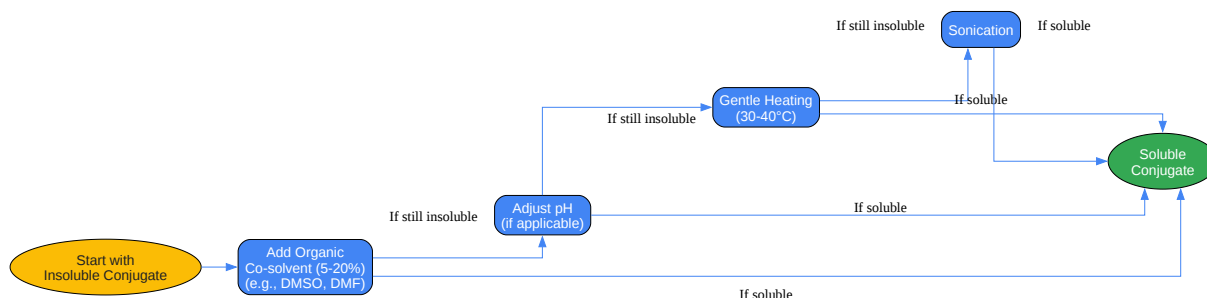 If still insoluble
Sonication
If soluble
Gentle Heating
(30-40°C)
If soluble
If still insoluble
Soluble
Conjugate
Adjust pH
(if applicable)
If still insoluble
If soluble
Start with
Insoluble Conjugate
Add Organic
Co-solvent (5-20%)
(e.g., DMSO, DMF)
If soluble